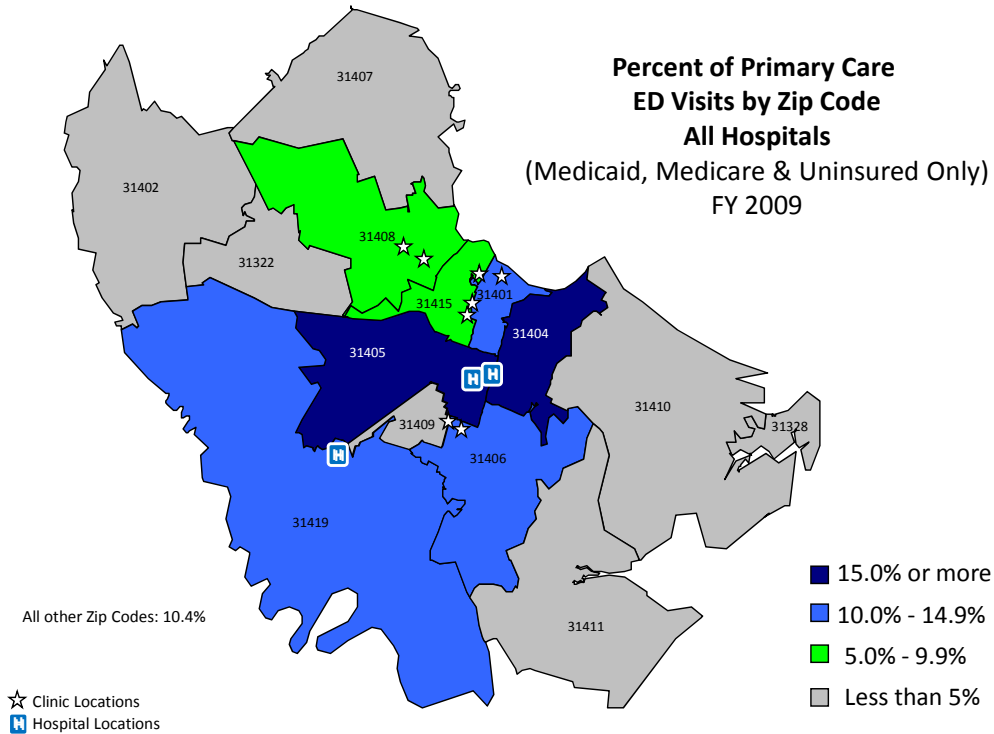 Percent of Primary Care
ED Visits by Zip Code
All Hospitals
(Medicaid, Medicare & Uninsured Only)
FY 2009
31407
31402
31408
31322
31401
31415
31404
31405
31410
31409
31328
31406
31419
31411
15.0% or more
10.0% - 14.9%
5.0% - 9.9%
Less than 5%
All other Zip Codes: 10.4%
Clinic Locations
H Hospital Locations
H
H
H